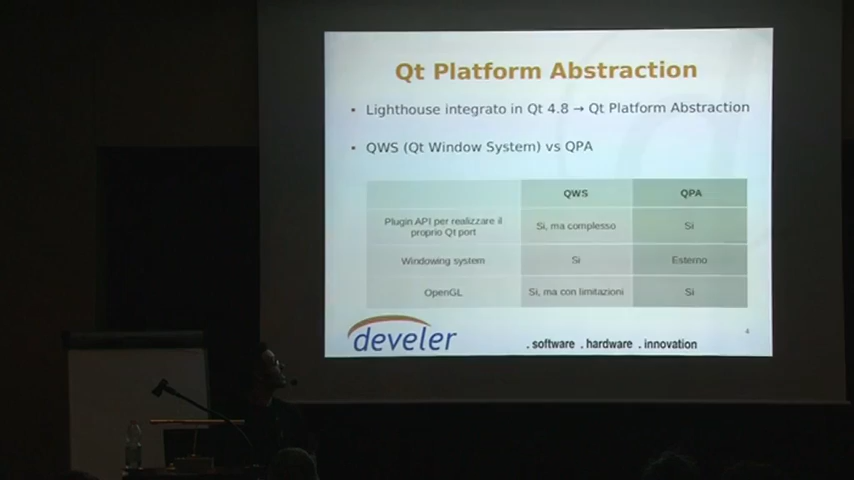 Qt Platform Abstraction
Lighthouse integrato in Qt 4.8 → Qt Platform Abstraction
QWS (Qt Window System) vs QPA
QWS QPA
Plugin API per realizzare il
proprio Qt port Si, ma complesso Si
Windowing system Si Esterno
OpenGL Si, ma con limitazioni Si
4
develer . software . hardware . innovation